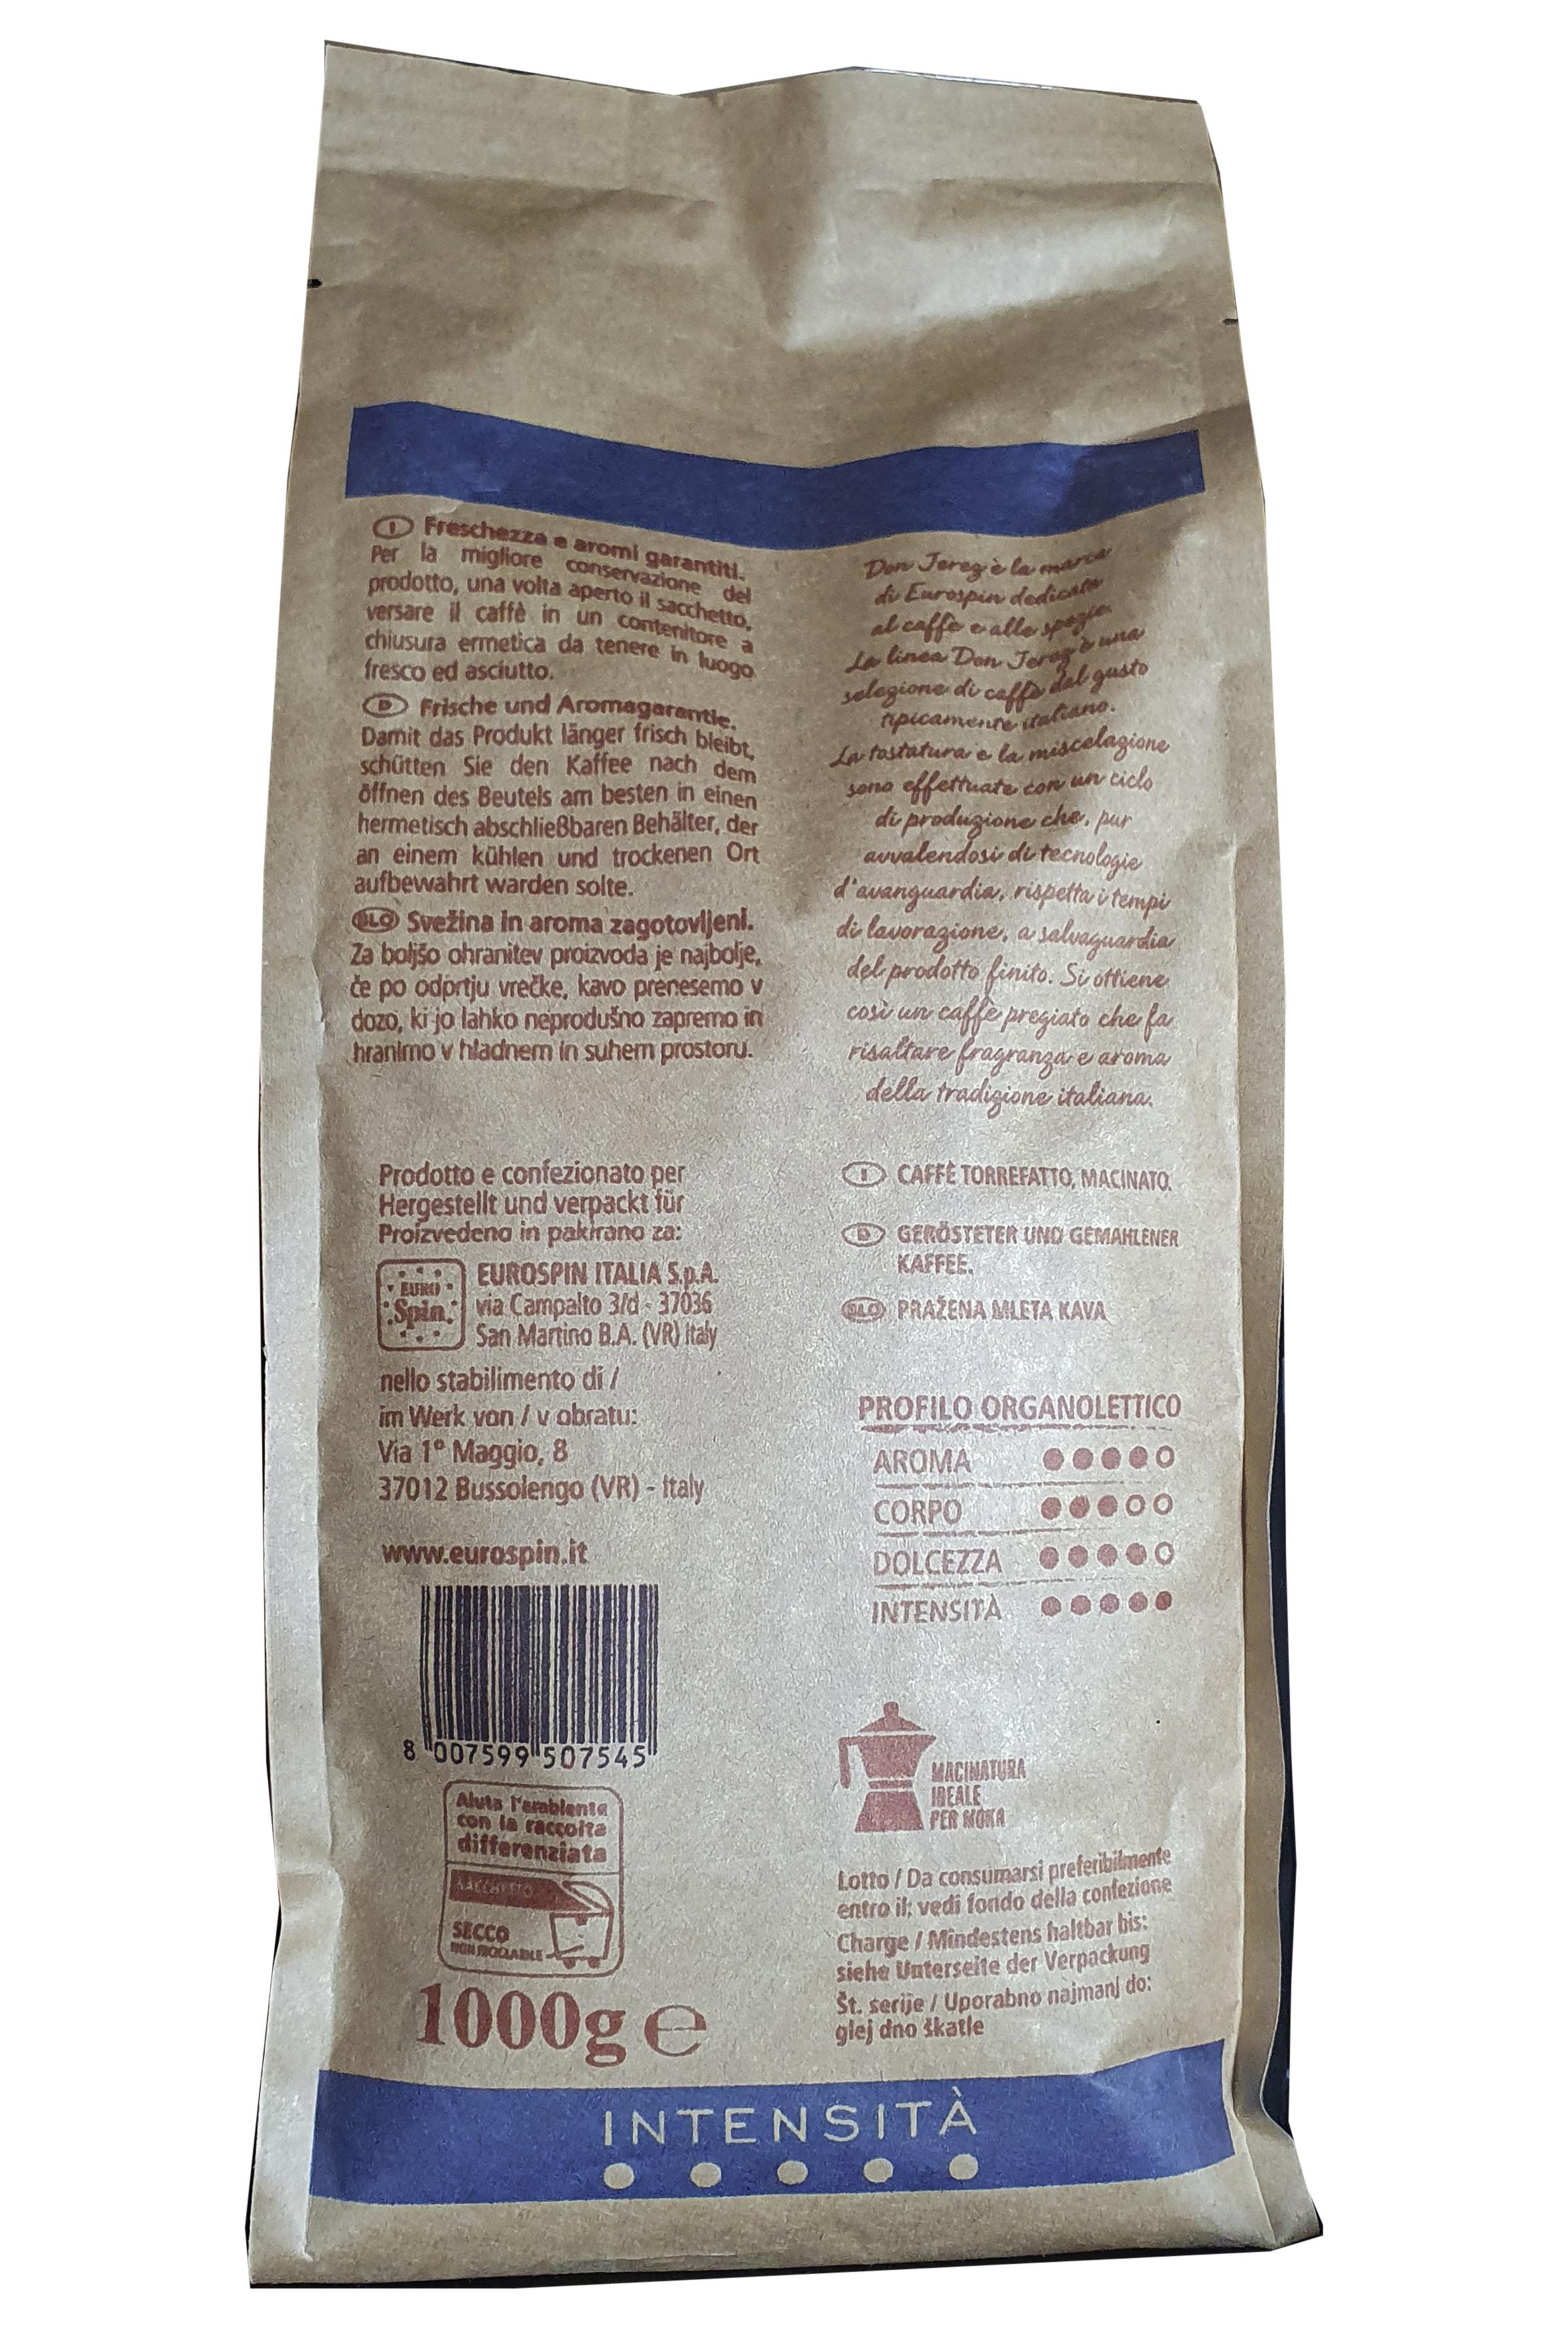 I Freschezza e aromi garantiti.
Per la migliore conservazione del
prodotto, una volta aperto il sacchetto,
versare il caffè in un contenitore a
chiusura ermetica da tenere in luogo
fresco ed asciutto.
D Frische und Aromagarantie.
Damit das Produkt länger frisch bleibt,
schütten Sie den Kaffee nach dem
öffnen des Beutels am besten in einen
hermetisch abschließbaren Behälter, der
an einem kühlen und trockenen Ort
aufbewahrt warden solte.
SLO Svežina in aroma zagotovljeni.
Za boljšo ohranitev proizvoda je najbolje,
če po odprtju vrečke, kavo prenesemo v
dozo, ki jo lahko neprodušno zapremo in
hranimo v hladnem in suhem prostoru.
Don Jerez è la marca
di Eurospin dedicata
al caffè e alle spezie.
La linea Don Jerez è una
selezione di caffè dal gusto
tipicamente italiano.
La tostatura e la miscelazione
sono effettuate con un ciclo
di produzione che, pur
avvalendosi di tecnologie
d'avanguardia, rispetta i tempi
di lavorazione, a salvaguardia
del prodotto finito. Si ottiene
così un caffè pregiato che fa
risaltare fragranza e aroma
della tradizione italiana.
Prodotto e confezionato per
Hergestellt und verpackt für
Proizvedeno in pakirano za:
EURO
Spin
EUROSPIN ITALIA S.p.A.
via Campalto 3/d - 37036
San Martino B.A. (VR) Italy
nello stabilimento di /
im Werk von / v obratu:
Via 1° Maggio, 8
37012 Bussolengo (VR) - Italy
www.eurospin.it
8 007599 507545
Aiuta l'ambiente
con la raccolta
differenziata
SACCHETTO
SECCO
NON RICICLABILE
1000g e
I CAFFÈ TORREFATTO, MACINATO.
D GERÖSTETER UND GEMAHLENER
KAFFEE.
SLO PRAŽENA MLETA KAVA
PROFILO ORGANOLETTICO
AROMA
CORPO
DOLCEZZA
INTENSITÀ
MACINATURA
IDEALE
PER MOKA
Lotto / Da consumarsi preferibilmente
entro il: vedi fondo della confezione
Charge / Mindestens haltbar bis:
siehe Unterseite der Verpackung
Št. serije / Uporabno najmanj do:
glej dno škatle
INTENSITÀ